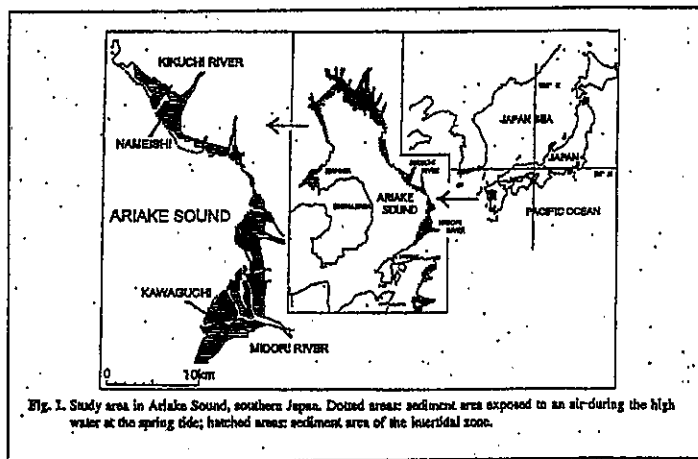 KIKUCHI RIVER
NAMEISHI
ARIAKE SOUND
KAWAGUCHI
MIDORI RIVER
0
10km
ARIAKE
SOUND
RIVER
JAPAN SEA
JAPAN
PACIFIC OCEAN
Fig. 1. Study area in Ariake Sound, southern Japan. Dotted areas: sediment area exposed to an air during the high
water at the spring tide; hatched areas: sediment area of the intertidal zone.